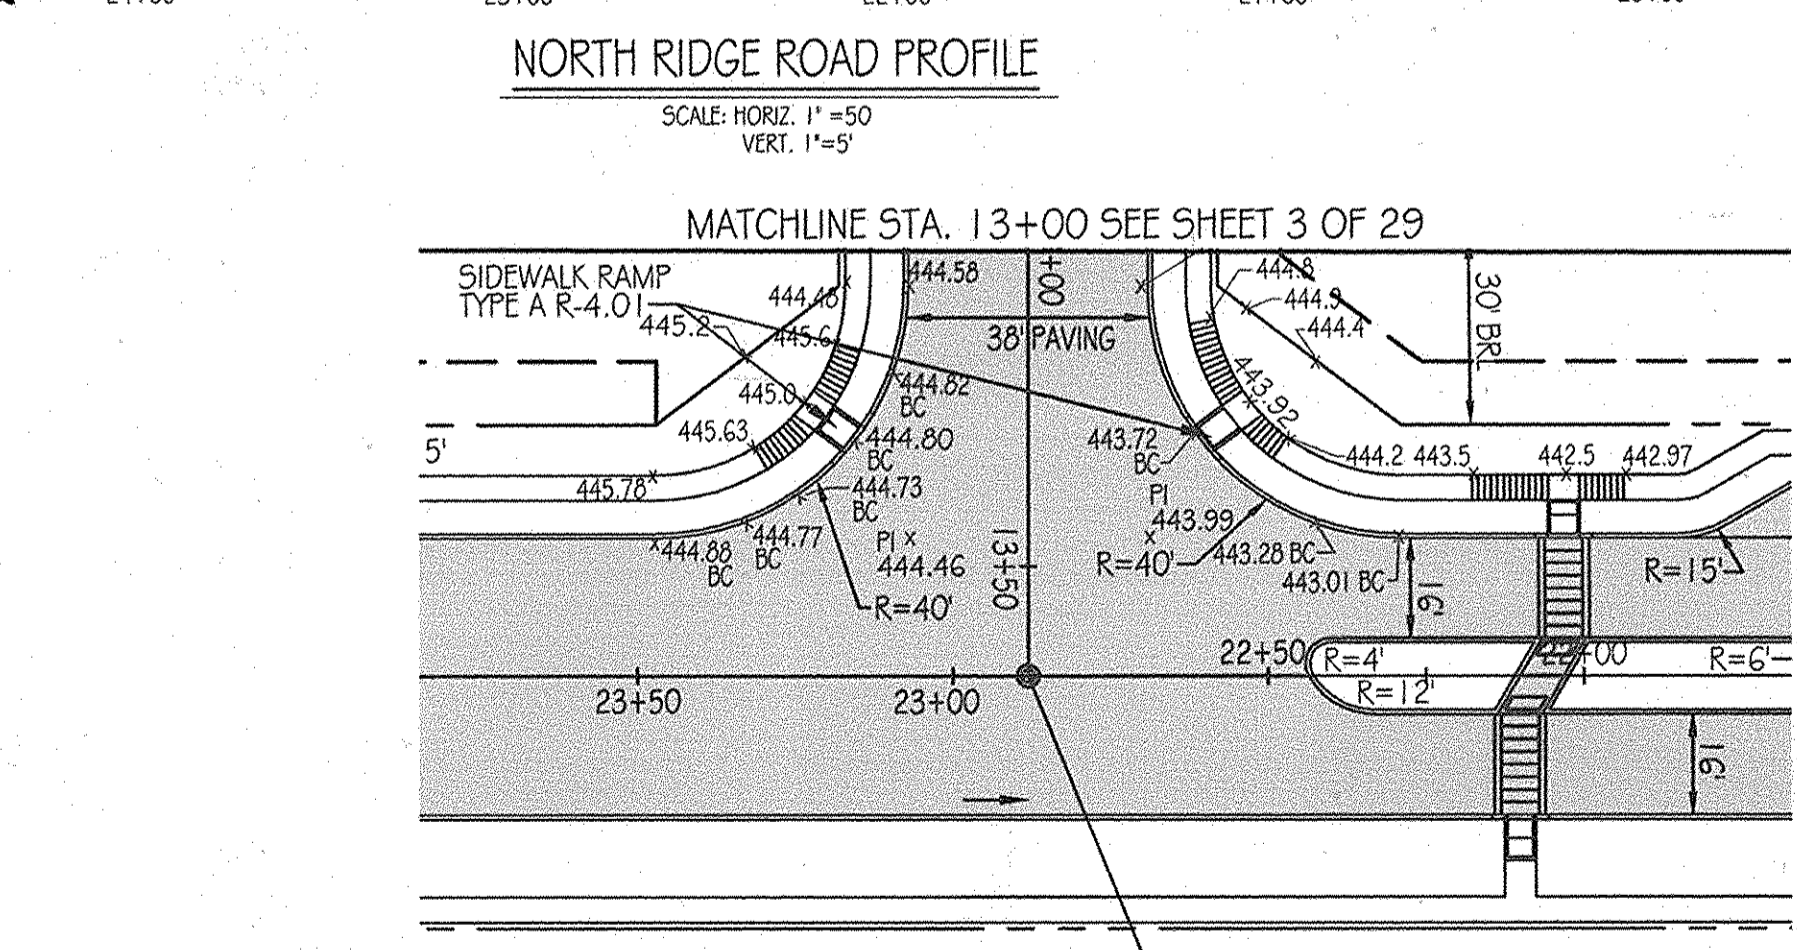 NORTH RIDGE ROAD PROFILE
SCALE: HORIZ. 1" =50
VERT. 1"=5'
MATCHLINE STA. 13+00 SEE SHEET 3 OF 29
SIDEWALK RAMP
TYPE A R-4.01
444.48
444.58
+00
444.8
444.9
444.4
30' BRL
445.2
445.6
38' PAVING
445.0
444.82
BC
443.92
445.63
444.80
BC
443.72
BC
444.2
443.5
442.5
442.97
5'
445.78
444.73
BC
PI
443.99
444.88
BC
444.77
BC
PI
444.46
13+50
R=40'
443.28 BC
443.01 BC
16'
R=15'
R=40'
22+50
R=4'
22+00
R=6'
R=12'
23+50
23+00
16'